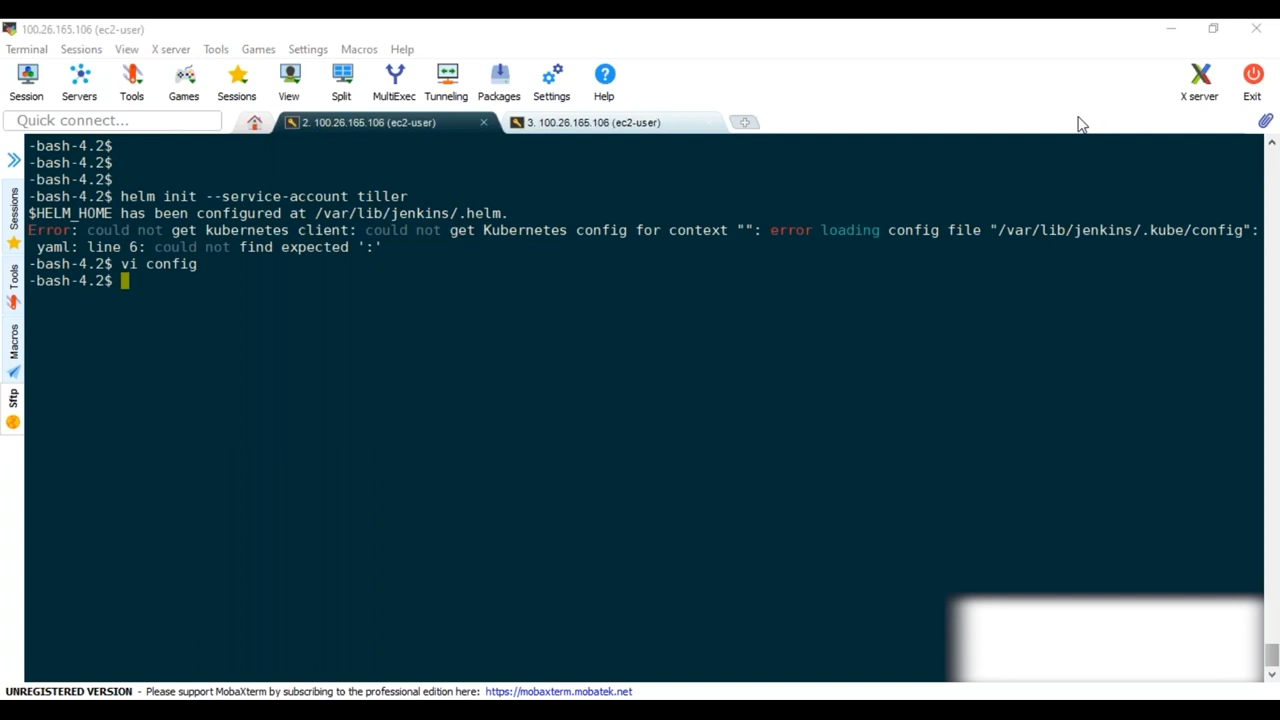 100.26.165.106 (ec2-user)
Terminal Sessions View X server Tools Games Settings Macros Help
Session Servers Tools Games Sessions View Split MultiExec Tunneling Packages Settings Help X server Exit
Quick connect... 2. 100.26.165.106 (ec2-user) 3. 100.26.165.106 (ec2-user)
-bash-4.2$
-bash-4.2$
-bash-4.2$
-bash-4.2$ helm init --service-account tiller
$HELM_HOME has been configured at /var/lib/jenkins/.helm.
Error: could not get kubernetes client: could not get Kubernetes config for context "": error loading config file "/var/lib/jenkins/.kube/config":
yaml: line 6: could not find expected ':'
-bash-4.2$ vi config
-bash-4.2$
Sessions
Tools
Macros
Sftp
UNREGISTERED VERSION - Please support MobaXterm by subscribing to the professional edition here: https://mobaxterm.mobatek.net